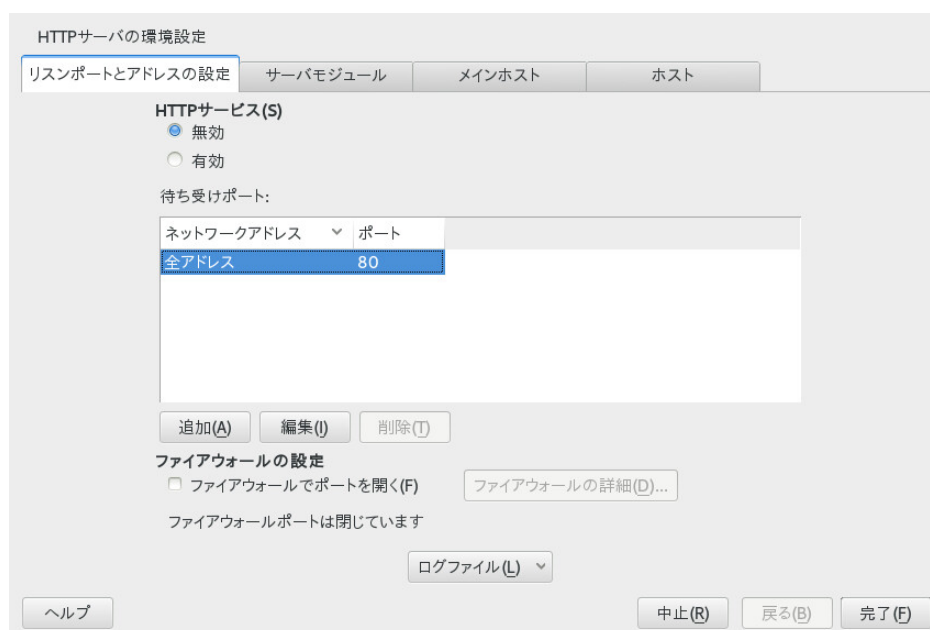 HTTPサーバの環境設定
リスンポートとアドレスの設定 サーバモジュール メインホスト ホスト
HTTPサービス(S)
無効
有効
待ち受けポート:
ネットワークアドレス ポート
全アドレス 80
追加(A) 編集(I) 削除(T)
ファイアウォールの設定
ファイアウォールでポートを開く(F) ファイアウォールの詳細(D)...
ファイアウォールポートは閉じています
ログファイル(L)
ヘルプ 中止(R) 戻る(B) 完了(F)